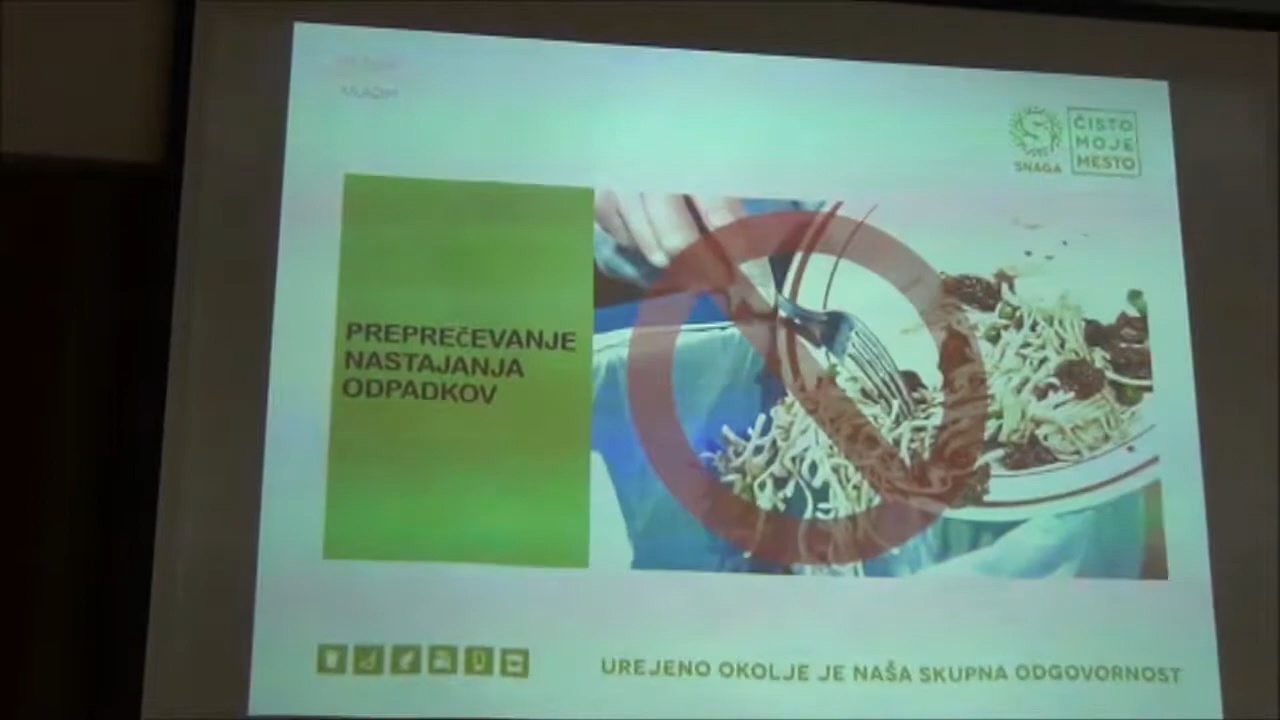 SNAGA
ČISTO
MOJE
MESTO
PREPREČEVANJE
NASTAJANJA
ODPADKOV
UREJENO OKOLJE JE NAŠA SKUPNA ODGOVORNOST